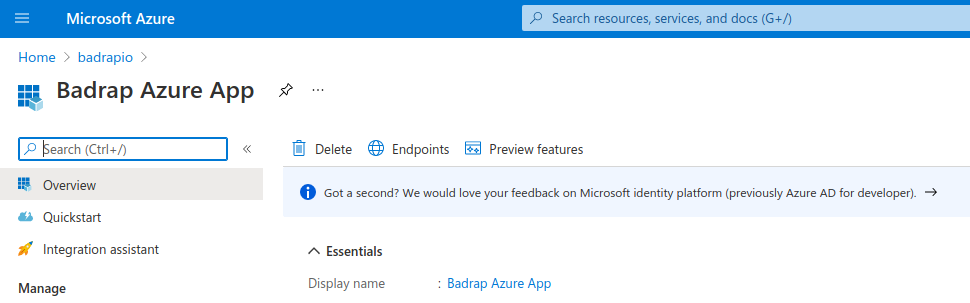 Microsoft Azure
Search resources, services, and docs (G+/)
Home > badrapio >
Badrap Azure App ...
Search (Ctrl+/) «
Delete Endpoints Preview features
Overview
Got a second? We would love your feedback on Microsoft identity platform (previously Azure AD for developer). →
Quickstart
Integration assistant
Essentials
Manage
Display name : Badrap Azure App